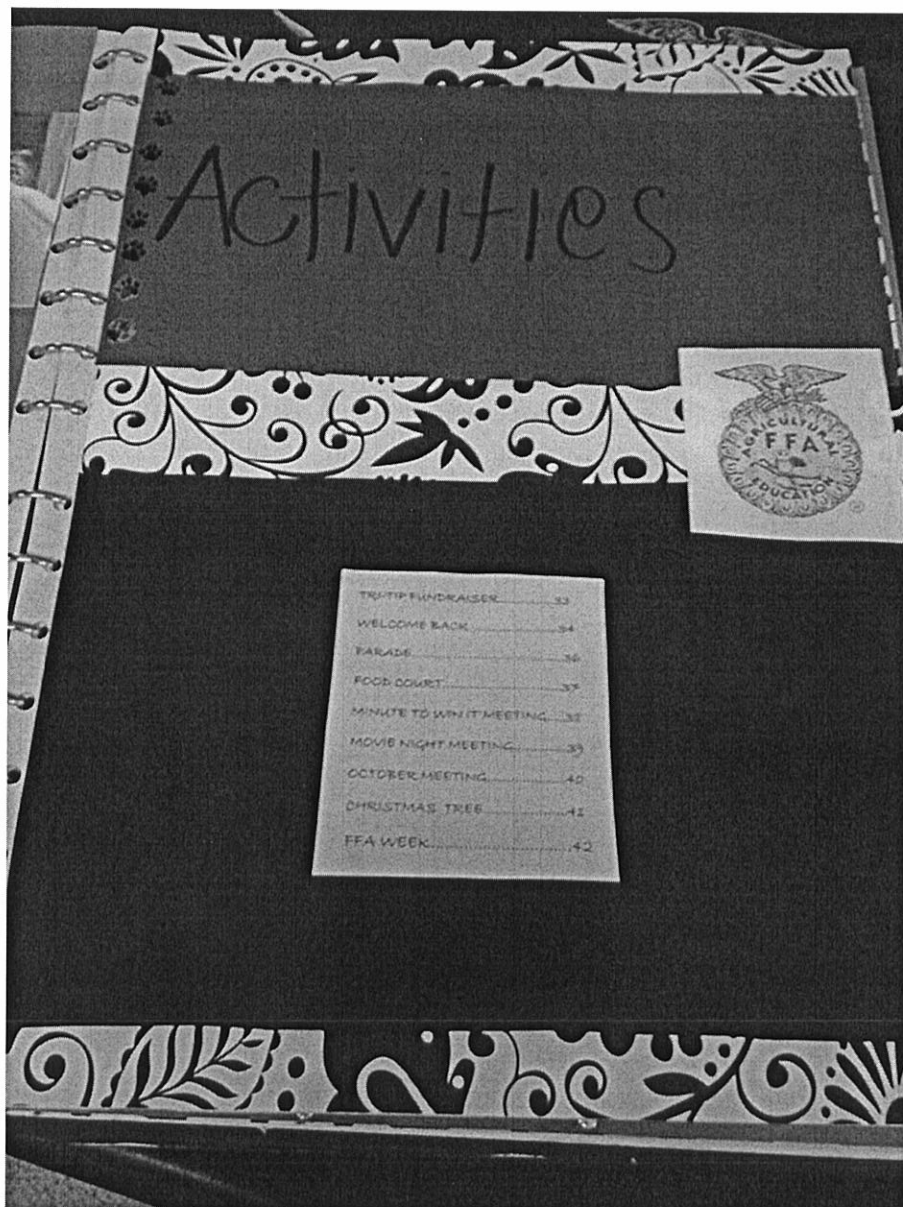 Activities
AGRICULTURAL
FFA
EDUCATION
TRI-TIP FUNDRAISER..........33
WELCOME BACK..........34
PARADE..........36
FOOD COURT..........37
MINUTE TO WIN IT MEETING.....38
MOVIE NIGHT MEETING..........39
OCTOBER MEETING..........40
CHRISTMAS TREE..........41
FFA WEEK..........42